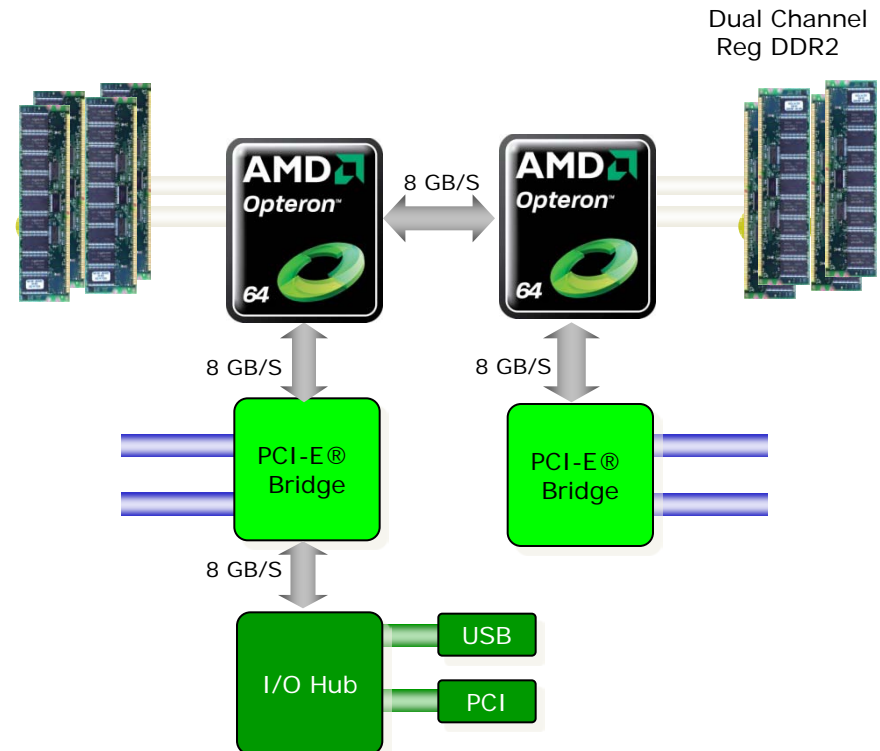 Dual Channel
Reg DDR2
AMD
Opteron™
64
8 GB/S
AMD
Opteron™
64
8 GB/S
8 GB/S
PCI-E®
Bridge
PCI-E®
Bridge
8 GB/S
I/O Hub
USB
PCI